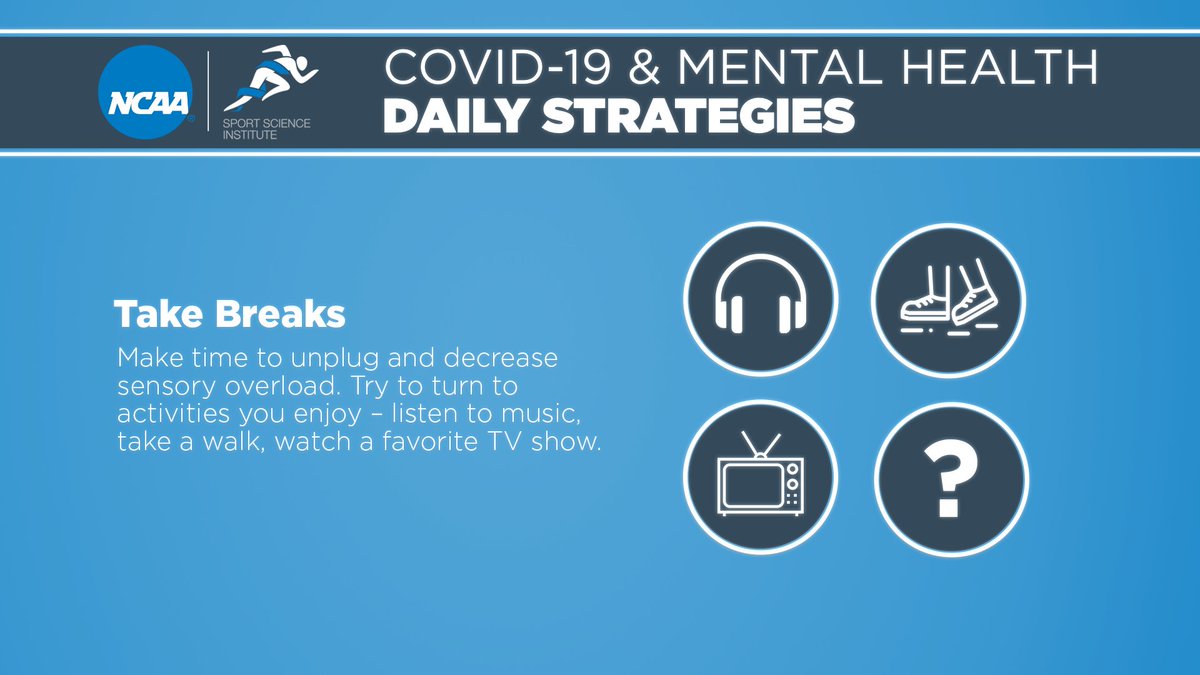 NCAA
®
SPORT SCIENCE
INSTITUTE
COVID-19 & MENTAL HEALTH
DAILY STRATEGIES
Take Breaks
Make time to unplug and decrease
sensory overload. Try to turn to
activities you enjoy – listen to music,
take a walk, watch a favorite TV show.
?